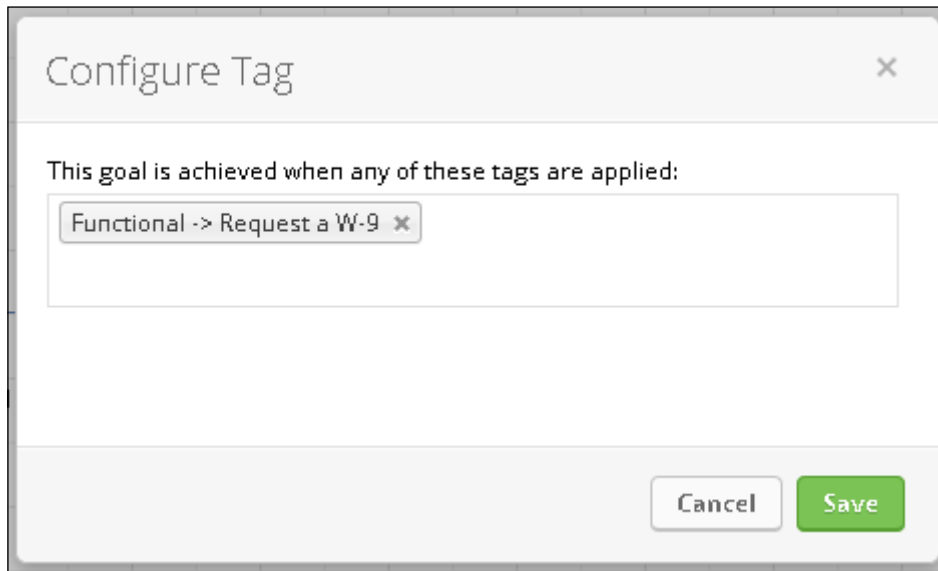 Configure Tag
This goal is achieved when any of these tags are applied:
Functional -> Request a W-9
Cancel
Save